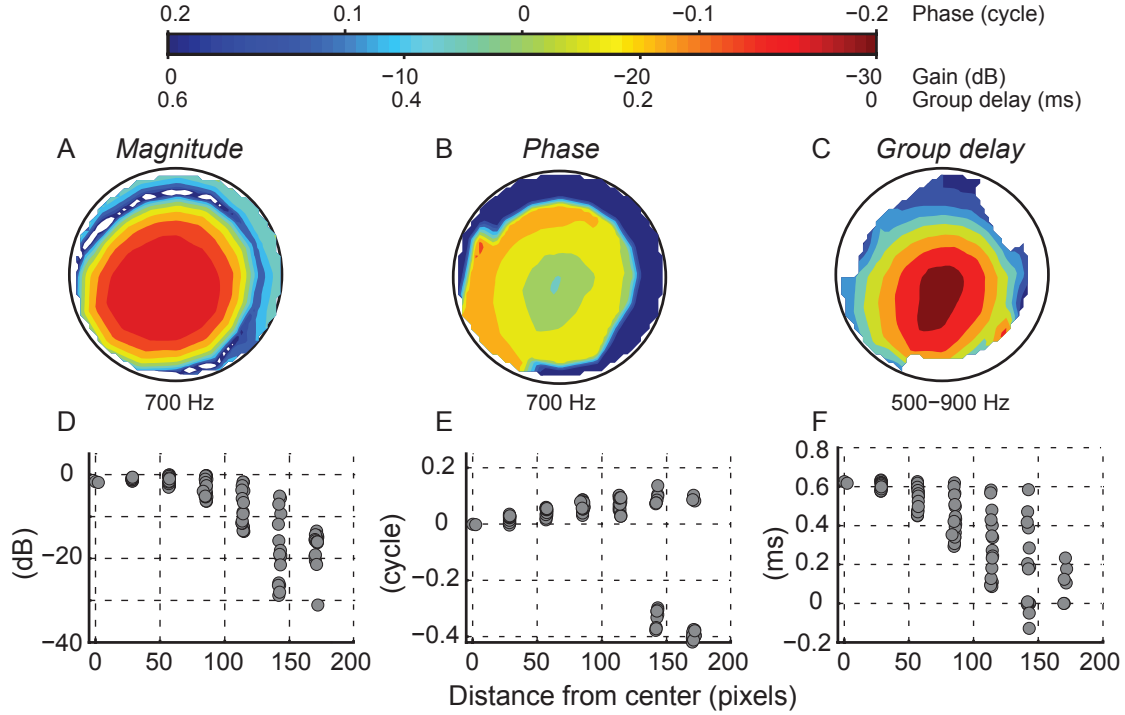 0.2 0.1 0 −0.1 −0.2 Phase (cycle)
0 −10 −20 −30 Gain (dB)
0.6 0.4 0.2 0 Group delay (ms)
A Magnitude B Phase C Group delay
700 Hz 700 Hz 500−900 Hz
D E F
(dB)
0
−20
−40
0 50 100 150 200
(cycle)
0.2
0
−0.2
−0.4
0 50 100 150 200
(ms)
0.8
0.6
0.4
0.2
0
−0.2
0 50 100 150 200
Distance from center (pixels)